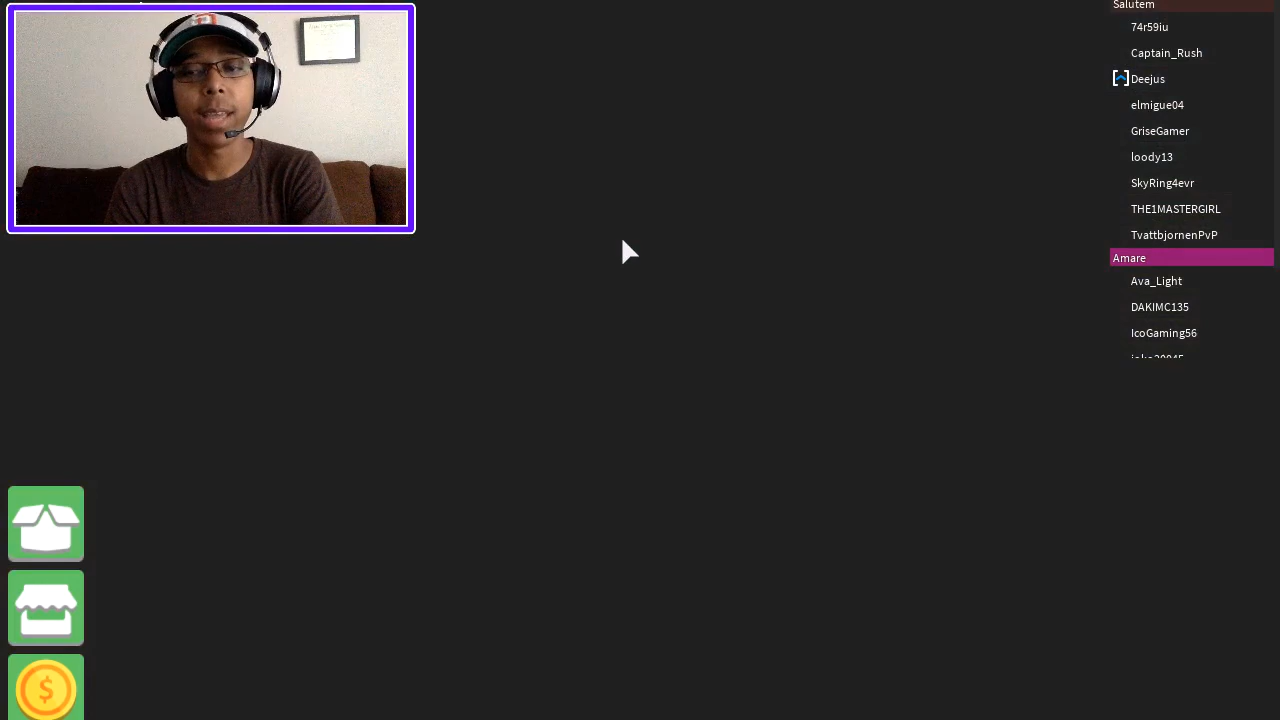 Salutem
74r59iu
Captain_Rush
Deejus
elmigue04
GriseGamer
loody13
SkyRing4evr
THE1MASTERGIRL
TvattbjornenPvP
Amare
Ava_Light
DAKIMC135
IcoGaming56
$